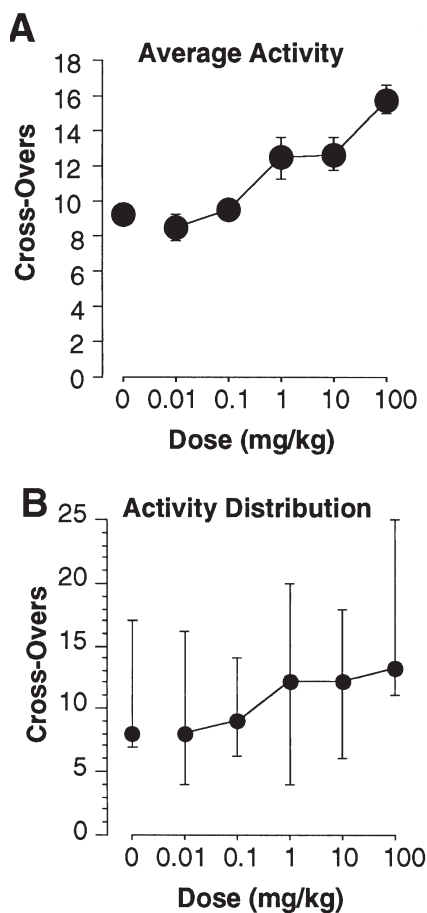 A
Average Activity
18
16
14
12
10
8
6
4
2
0
Cross-Overs
0 0.01 0.1 1 10 100
Dose (mg/kg)
B
Activity Distribution
25
20
15
10
5
0
Cross-Overs
0 0.01 0.1 1 10 100
Dose (mg/kg)